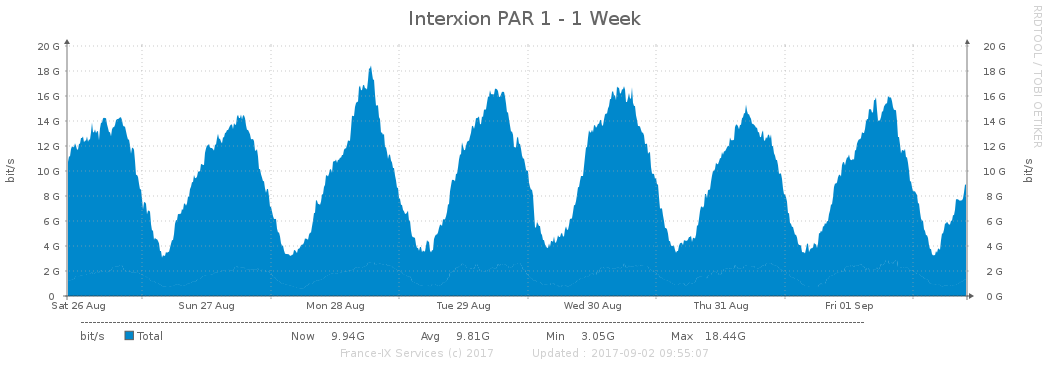 Interxion PAR 1 - 1 Week
RRDTOOL / TOBI OETIKER
20 G 20 G
18 G 18 G
16 G 16 G
14 G 14 G
12 G 12 G
10 G 10 G
8 G 8 G
6 G 6 G
4 G 4 G
2 G 2 G
0 0 G
bit/s bit/s
Sat 26 Aug Sun 27 Aug Mon 28 Aug Tue 29 Aug Wed 30 Aug Thu 31 Aug Fri 01 Sep
bit/s Total Now 9.94G Avg 9.81G Min 3.05G Max 18.44G
France-IX Services (c) 2017 Updated : 2017-09-02 09:55:07